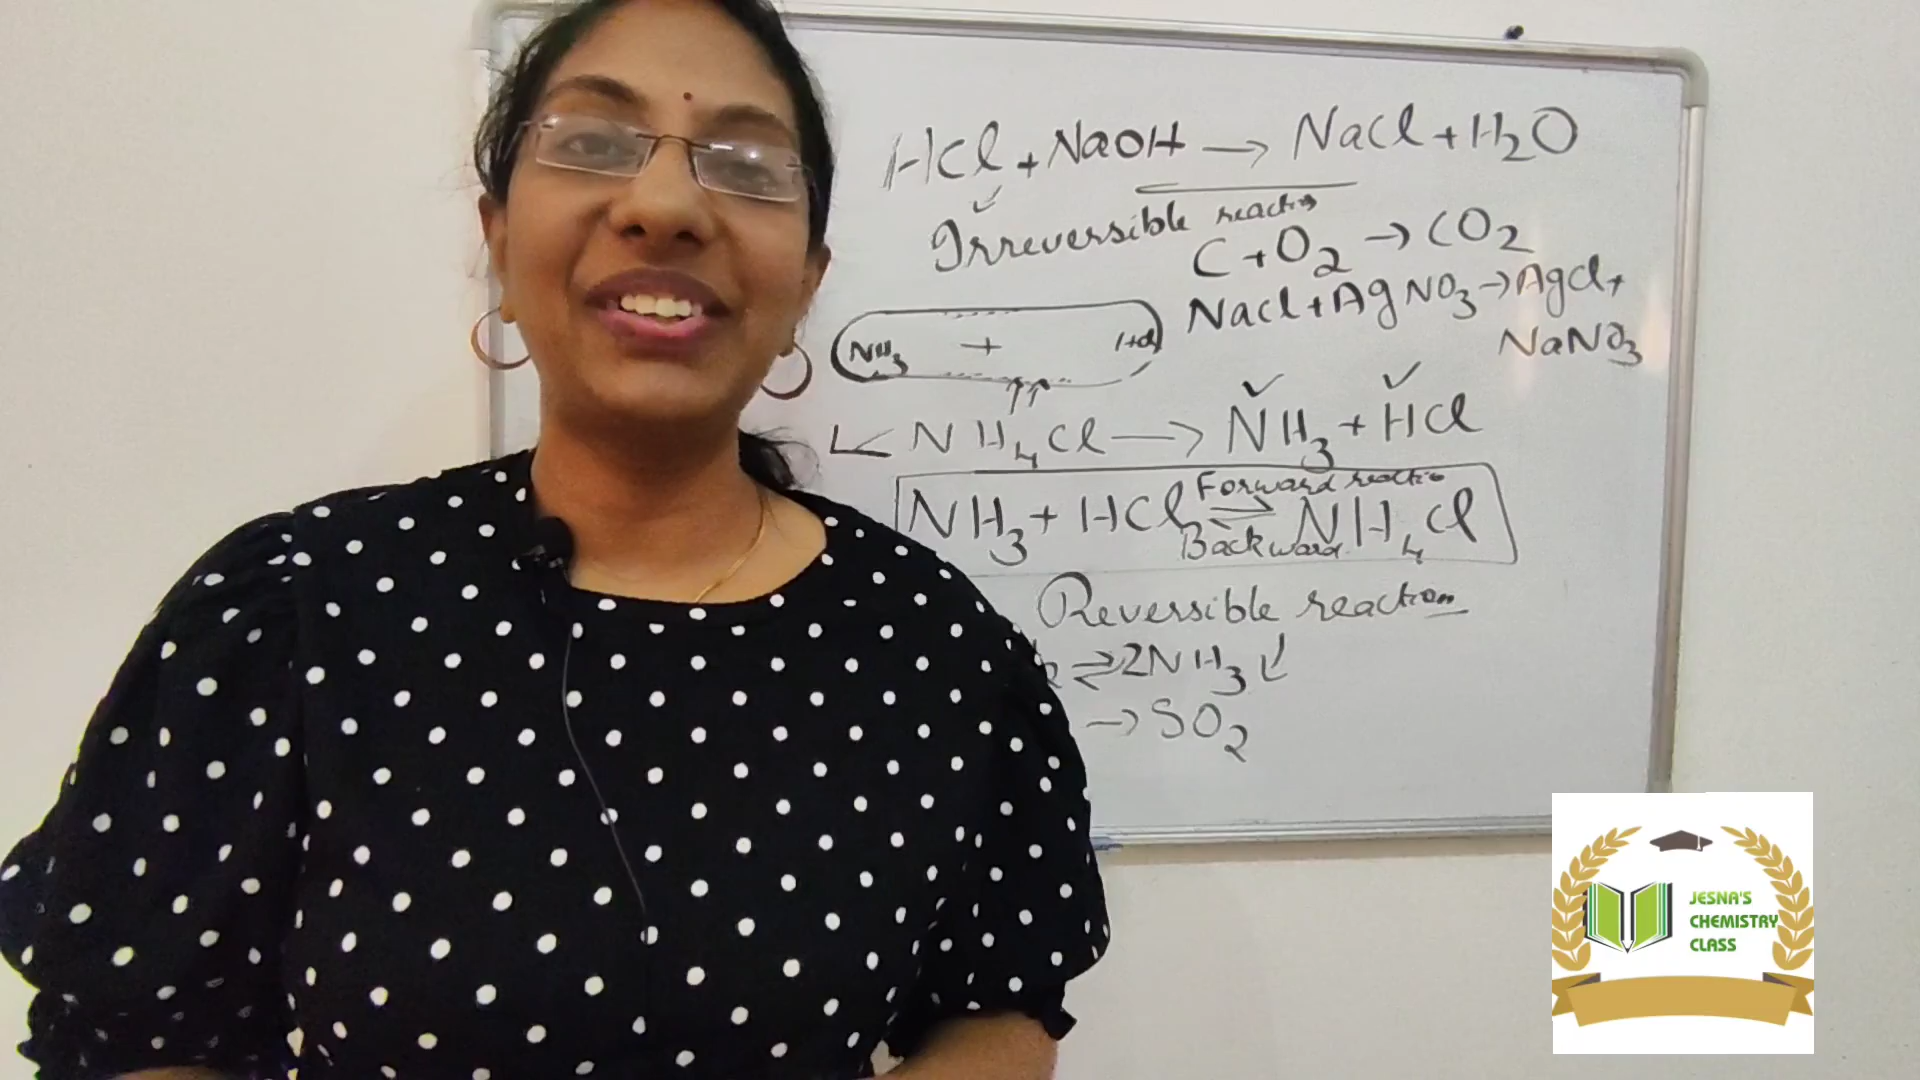 HCl + NaOH → NaCl + H2O
Irreversible reaction
C + O2 → CO2
NaCl + AgNO3 → AgCl +
NaNO3
NH3 + HCl
NH4Cl → NH3 + HCl
Forward reactio
NH3 + HCl ⇌ NH4Cl
Backward
Reversible reaction
⇌ 2NH3
→ SO2
JESNA'S
CHEMISTRY
CLASS